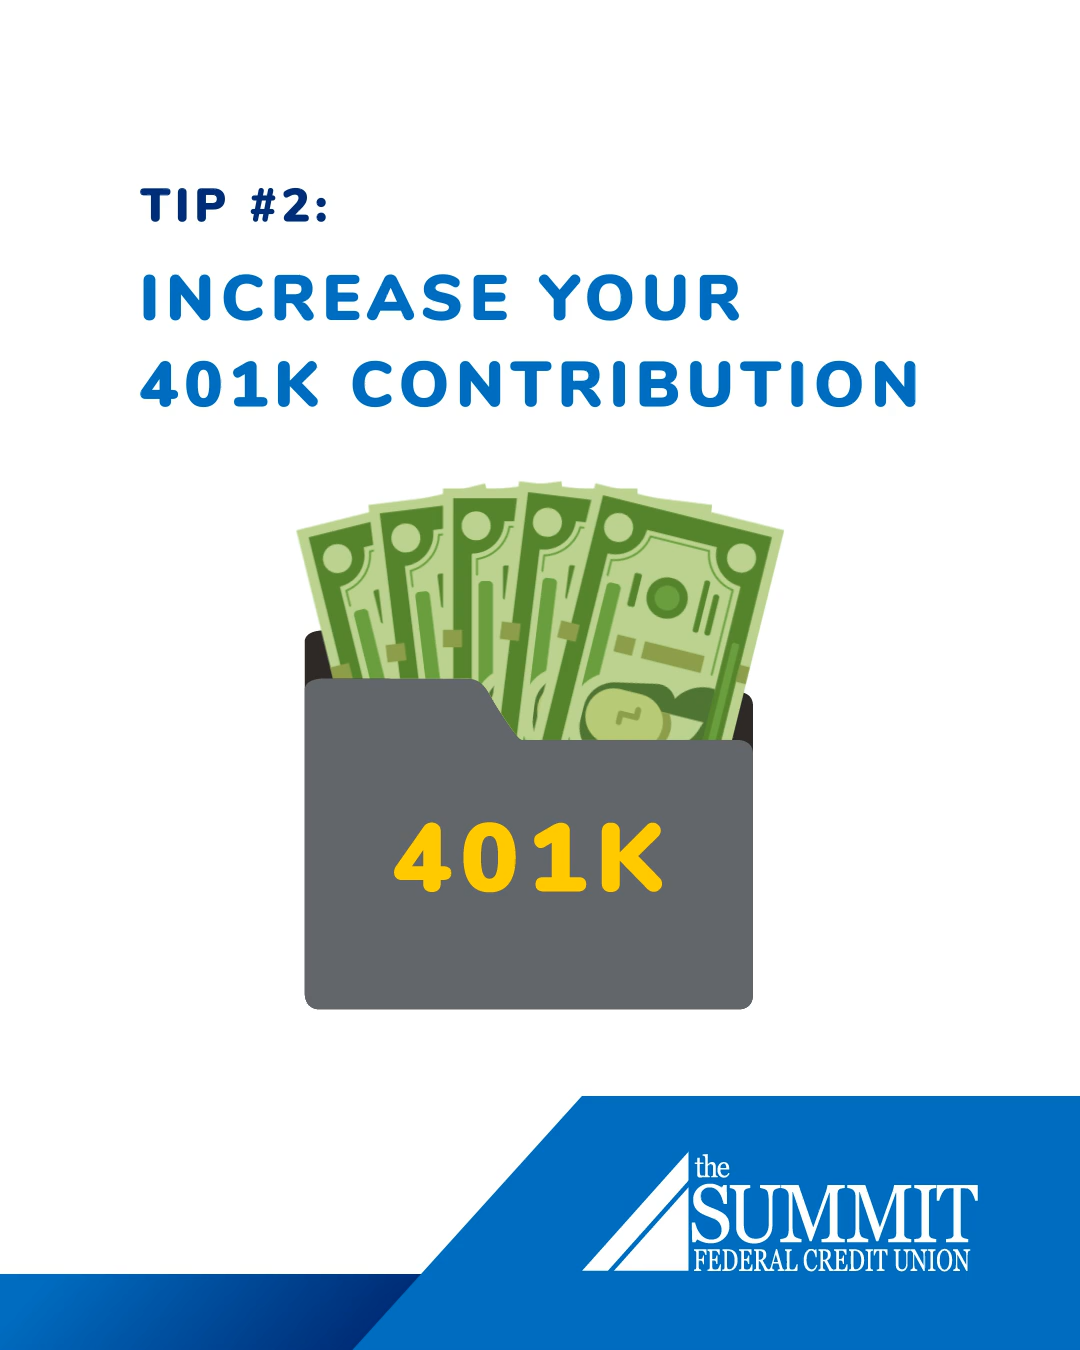 TIP #2:
INCREASE YOUR
401K CONTRIBUTION
401K
the
SUMMIT
FEDERAL CREDIT UNION